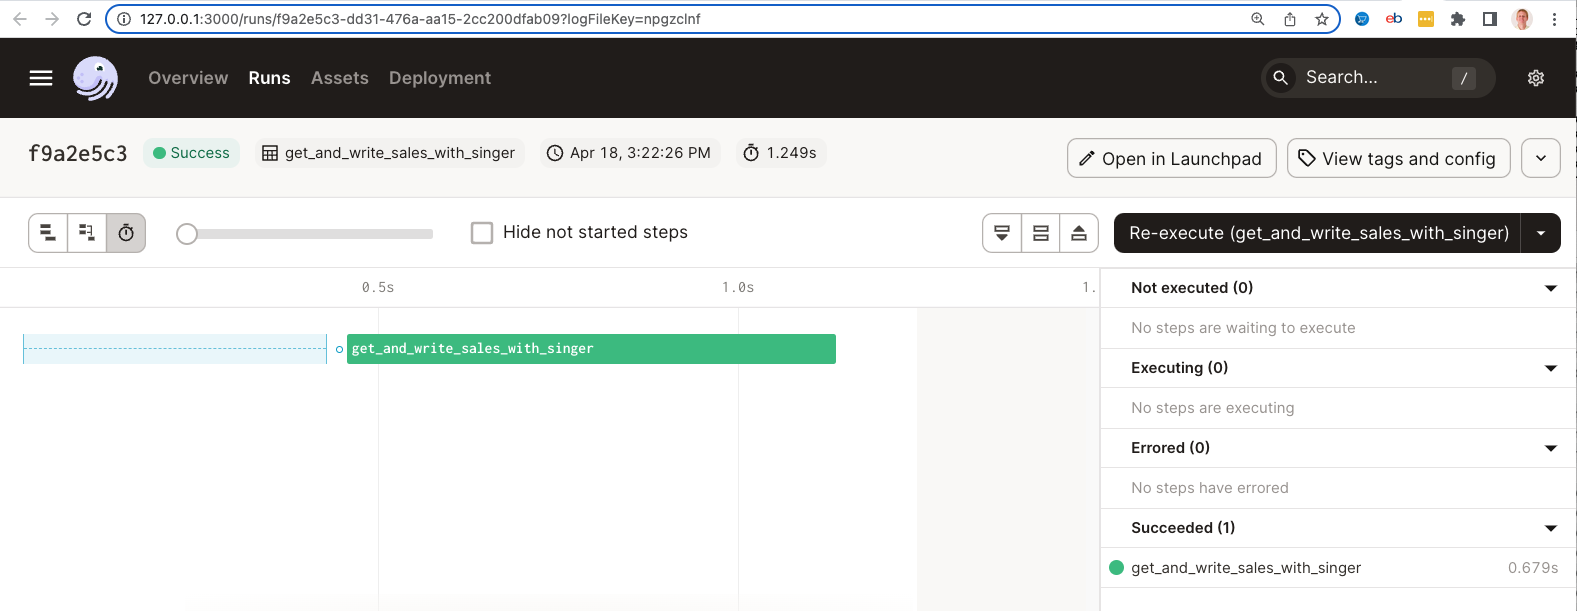 127.0.0.1:3000/runs/f9a2e5c3-dd31-476a-aa15-2cc200dfab09?logFileKey=npgzclnf
eb
Overview Runs Assets Deployment Search... /
f9a2e5c3 Success get_and_write_sales_with_singer Apr 18, 3:22:26 PM 1.249s Open in Launchpad View tags and config
Hide not started steps Re-execute (get_and_write_sales_with_singer)
0.5s 1.0s 1.
get_and_write_sales_with_singer
Not executed (0)
No steps are waiting to execute
Executing (0)
No steps are executing
Errored (0)
No steps have errored
Succeeded (1)
get_and_write_sales_with_singer 0.679s